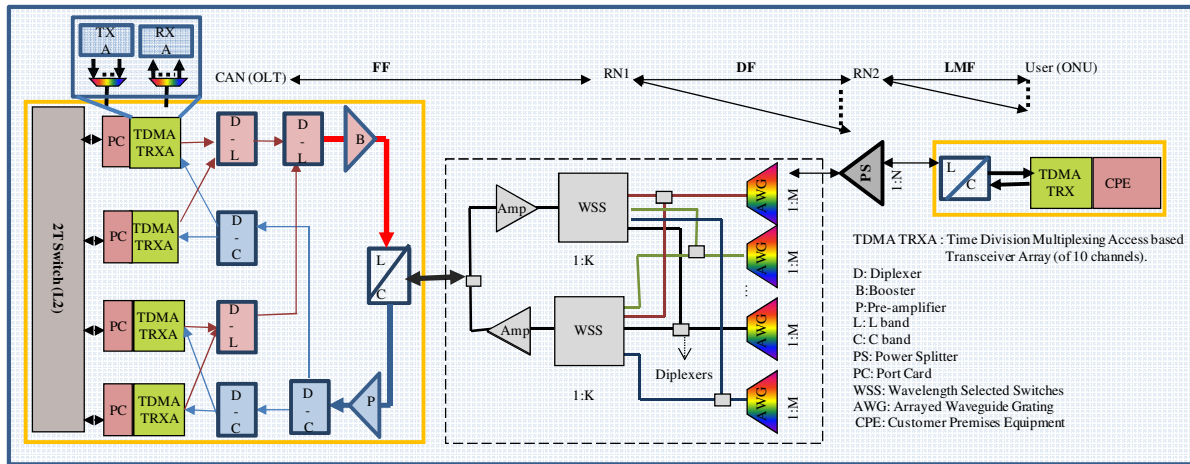 TX
A
RX
A
CAN (OLT)
FF
RN1
DF
RN2
LMF
User (ONU)
2T Switch (L2)
PC
TDMA
TRXA
D
-
L
D
-
L
B
PC
TDMA
TRXA
D
-
C
L
C
PC
TDMA
TRXA
D
-
L
PC
TDMA
TRXA
D
-
C
D
-
C
P
Amp
WSS
1:K
Amp
WSS
1:K
Diplexers
AWG
1:M
AWG
1:M
...
AWG
1:M
AWG
1:M
PS
1:N
L
C
TDMA
TRX
CPE
TDMA TRXA : Time Division Multiplexing Access based
Transceiver Array (of 10 channels).
D: Diplexer
B:Booster
P:Pre-amplifier
L: L band
C: C band
PS: Power Splitter
PC: Port Card
WSS: Wavelength Selected Switches
AWG: Arrayed Waveguide Grating
CPE: Customer Premises Equipment